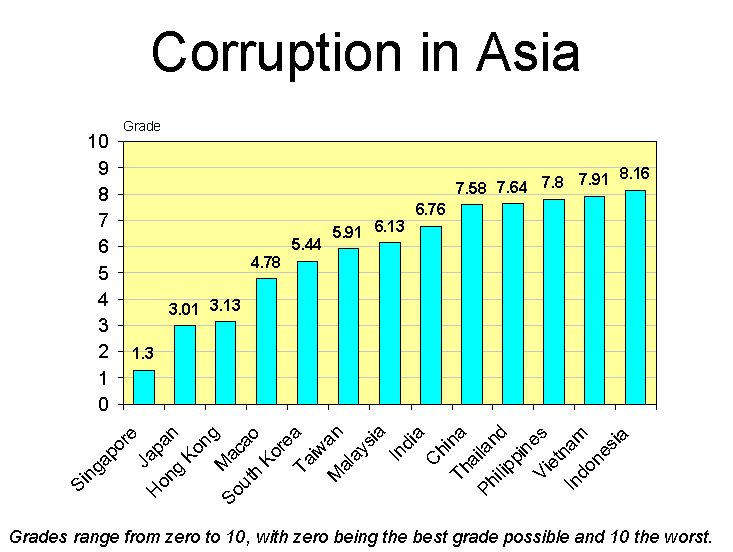 Corruption in Asia
Grade
10
9
8
7
6
5
4
3
2
1
0
1.3
3.01
3.13
4.78
5.44
5.91
6.13
6.76
7.58
7.64
7.8
7.91
8.16
Singapore
Japan
Hong Kong
Macao
South Korea
Taiwan
Malaysia
India
China
Thailand
Philippines
Vietnam
Indonesia
Grades range from zero to 10, with zero being the best grade possible and 10 the worst.